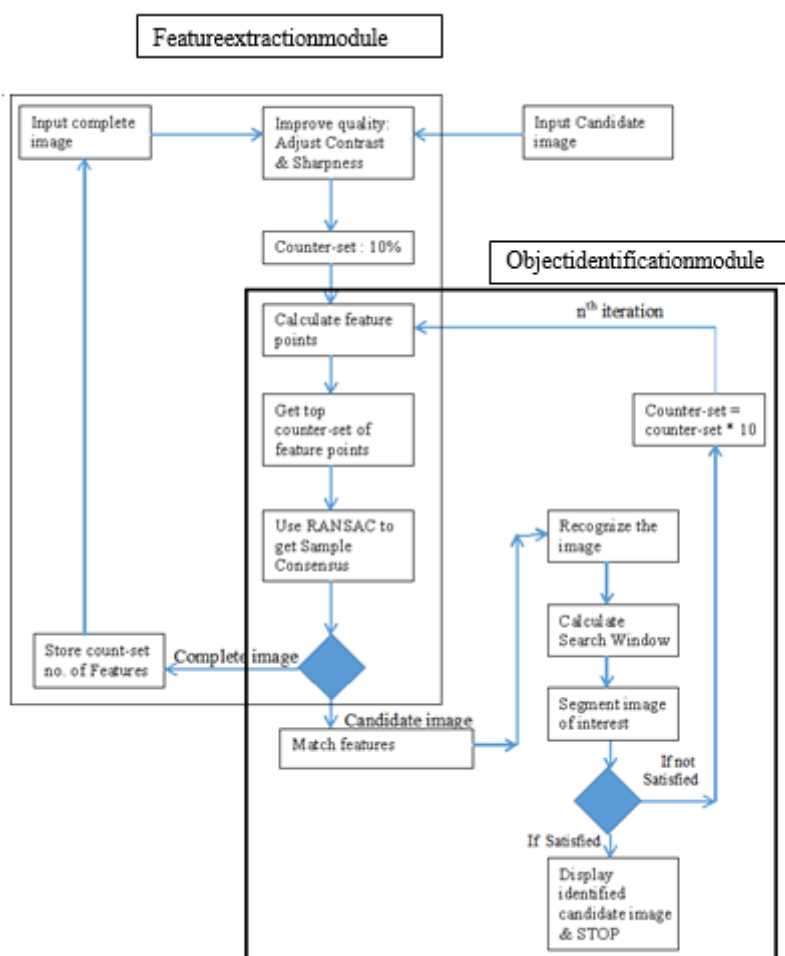 Featureextractionmodule
Input complete
image
Improve quality:
Adjust Contrast
& Sharpness
Input Candidate
image
Counter-set : 10%
Objectidentificationmodule
Calculate feature
points
nth iteration
Get top
counter-set of
feature points
Counter-set =
counter-set * 10
Use RANSAC to
get Sample
Consensus
Recognize the
image
Calculate
Search Window
Store count-set
no. of Features
Complete image
Segment image
of interest
Candidate image
Match features
If not
Satisfied
If Satisfied
Display
identified
candidate image
& STOP